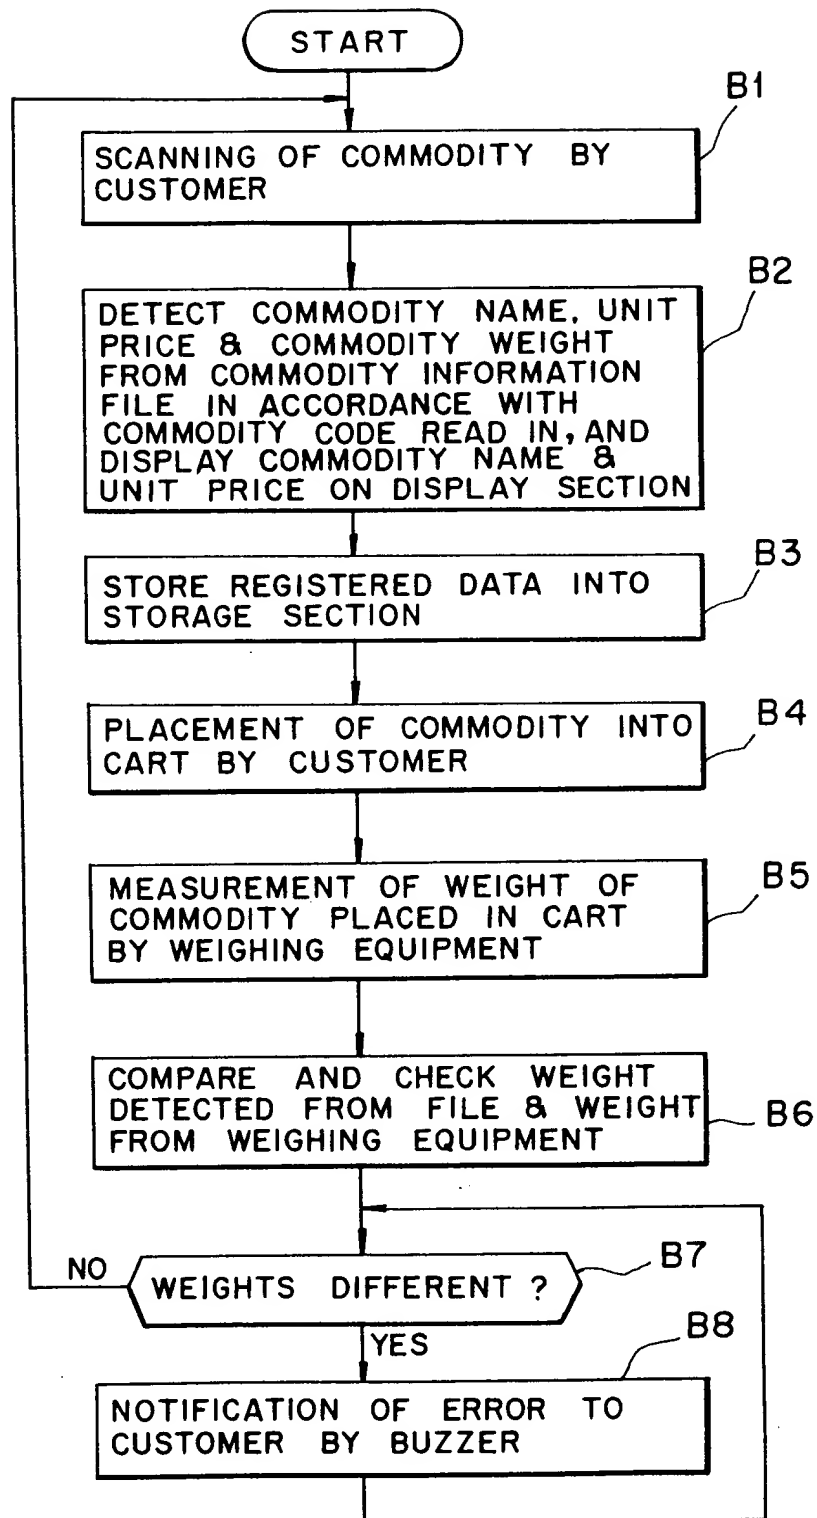 START
B1
SCANNING OF COMMODITY BY
CUSTOMER
B2
DETECT COMMODITY NAME, UNIT
PRICE & COMMODITY WEIGHT
FROM COMMODITY INFORMATION
FILE IN ACCORDANCE WITH
COMMODITY CODE READ IN, AND
DISPLAY COMMODITY NAME &
UNIT PRICE ON DISPLAY SECTION
B3
STORE REGISTERED DATA INTO
STORAGE SECTION
B4
PLACEMENT OF COMMODITY INTO
CART BY CUSTOMER
B5
MEASUREMENT OF WEIGHT OF
COMMODITY PLACED IN CART
BY WEIGHING EQUIPMENT
B6
COMPARE AND CHECK WEIGHT
DETECTED FROM FILE & WEIGHT
FROM WEIGHING EQUIPMENT
B7
NO
WEIGHTS DIFFERENT ?
YES
B8
NOTIFICATION OF ERROR TO
CUSTOMER BY BUZZER